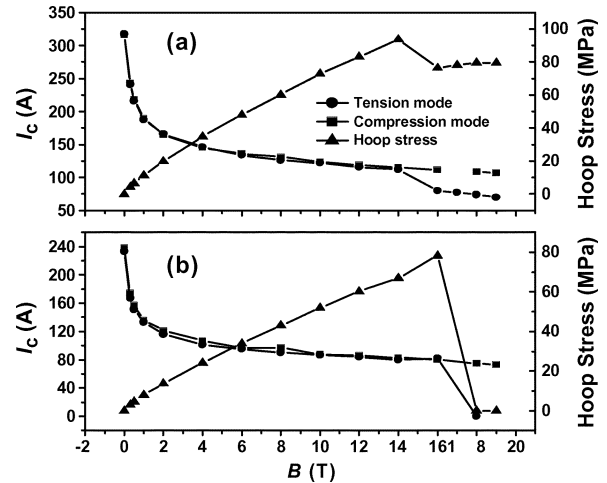 350
300
250
200
150
100
50
I_C (A)
(a)
Tension mode
Compression mode
Hoop stress
100
80
60
40
20
0
Hoop Stress (MPa)
240
200
160
120
80
40
0
I_C (A)
(b)
80
60
40
20
0
Hoop Stress (MPa)
-2 0 2 4 6 8 10 12 14 161 8 20
B (T)